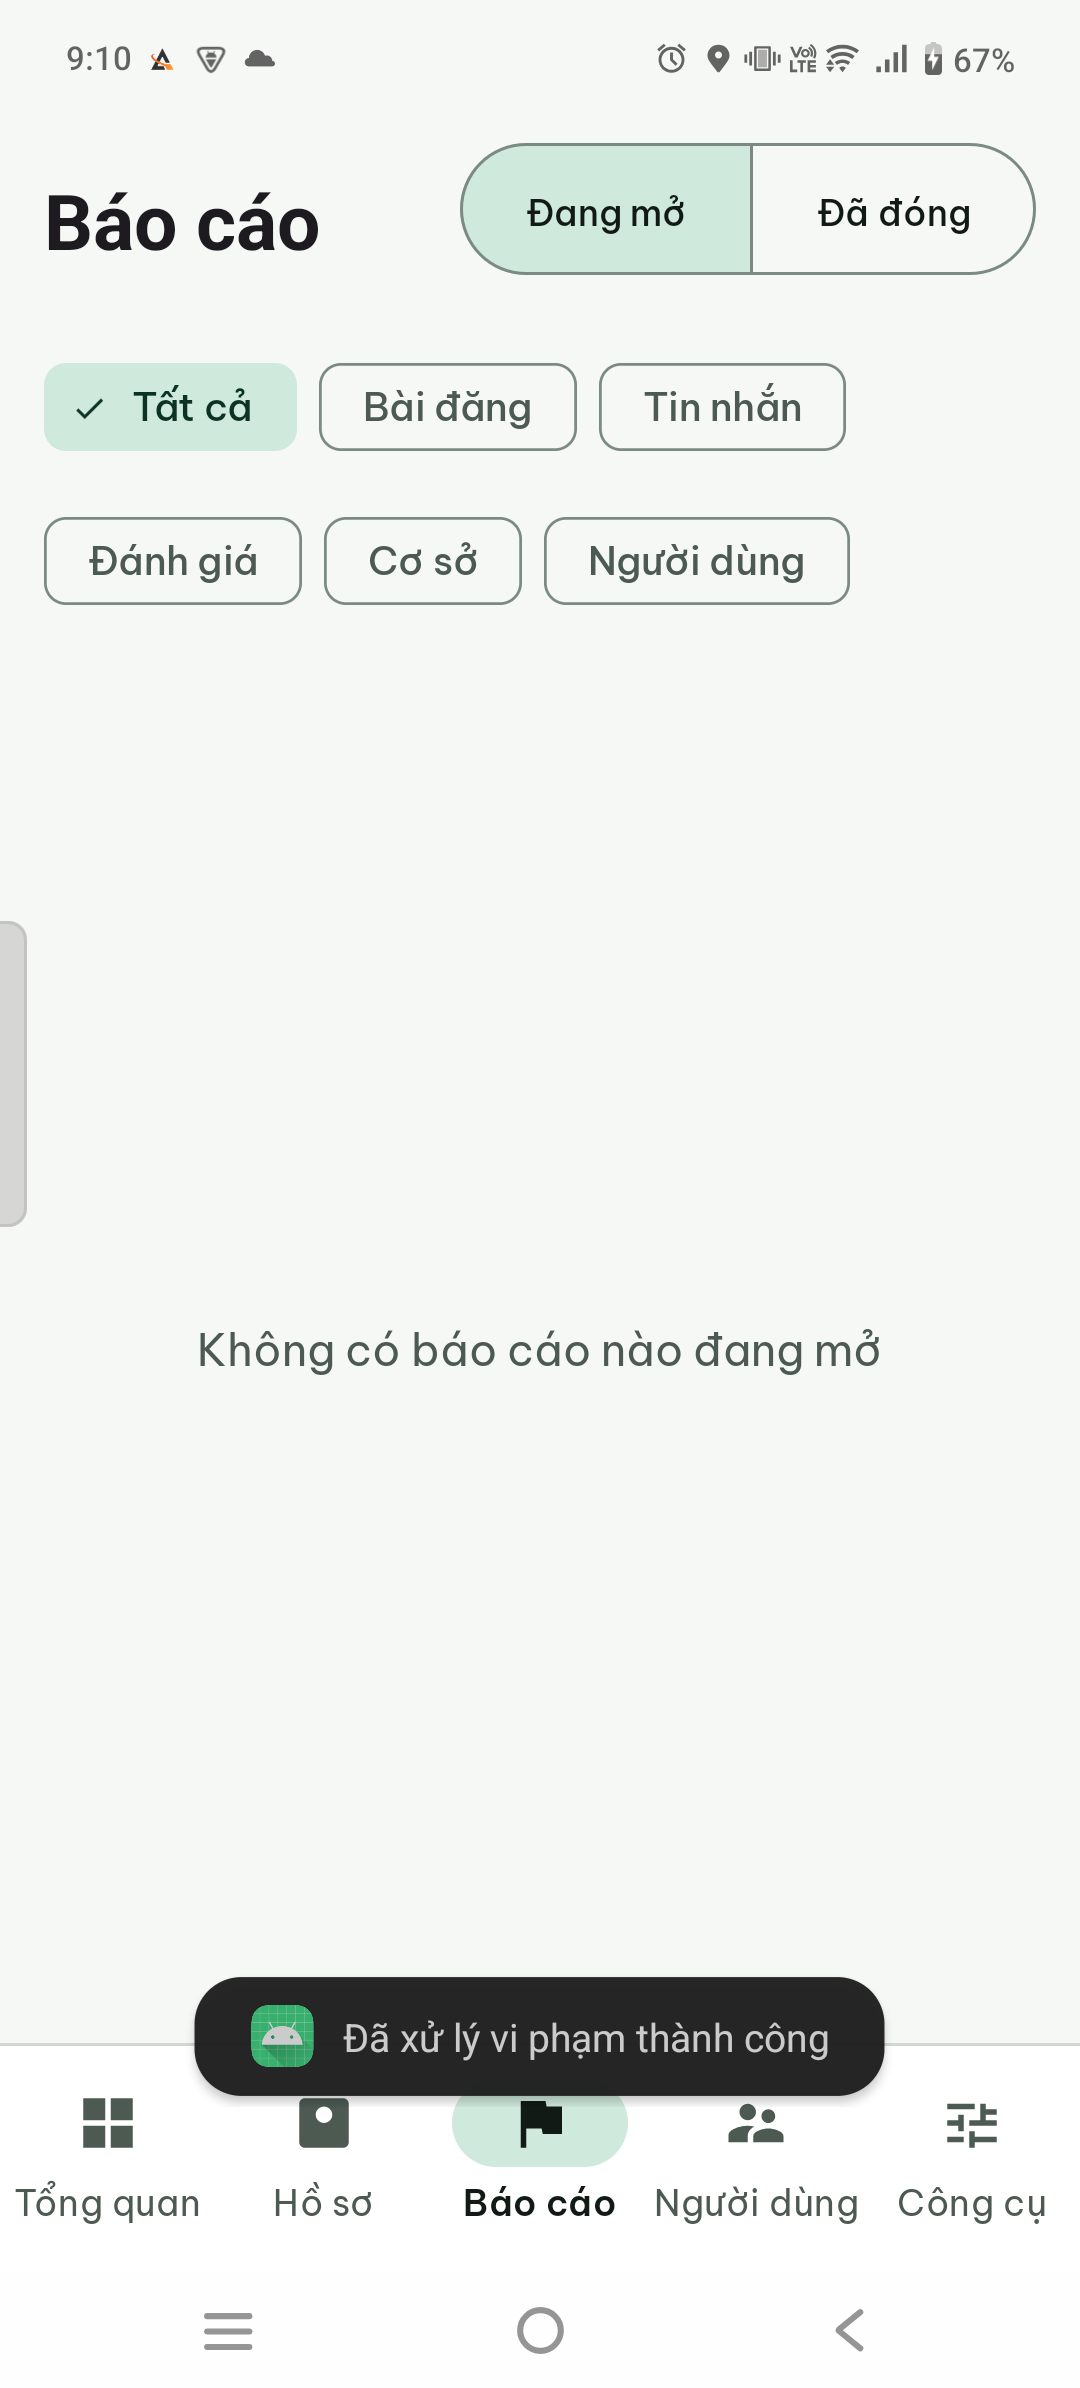 9:10
VoLTE 67%
Báo cáo
Đang mở
Đã đóng
Tất cả
Bài đăng
Tin nhắn
Đánh giá
Cơ sở
Người dùng
Không có báo cáo nào đang mở
Đã xử lý vi phạm thành công
Tổng quan
Hồ sơ
Báo cáo
Người dùng
Công cụ